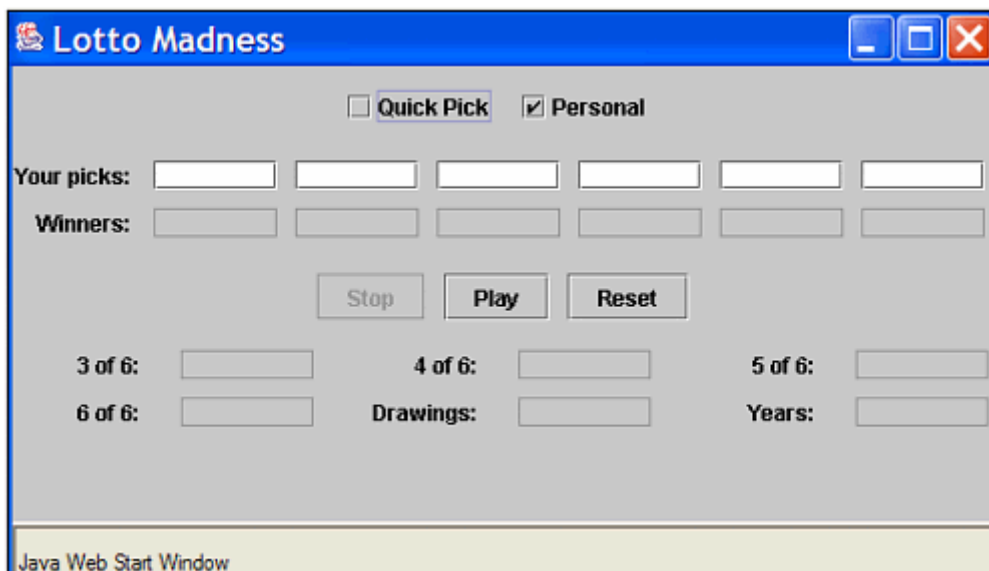 Lotto Madness
Quick Pick Personal
Your picks:
Winners:
Stop Play Reset
3 of 6: 4 of 6: 5 of 6:
6 of 6: Drawings: Years:
Java Web Start Window